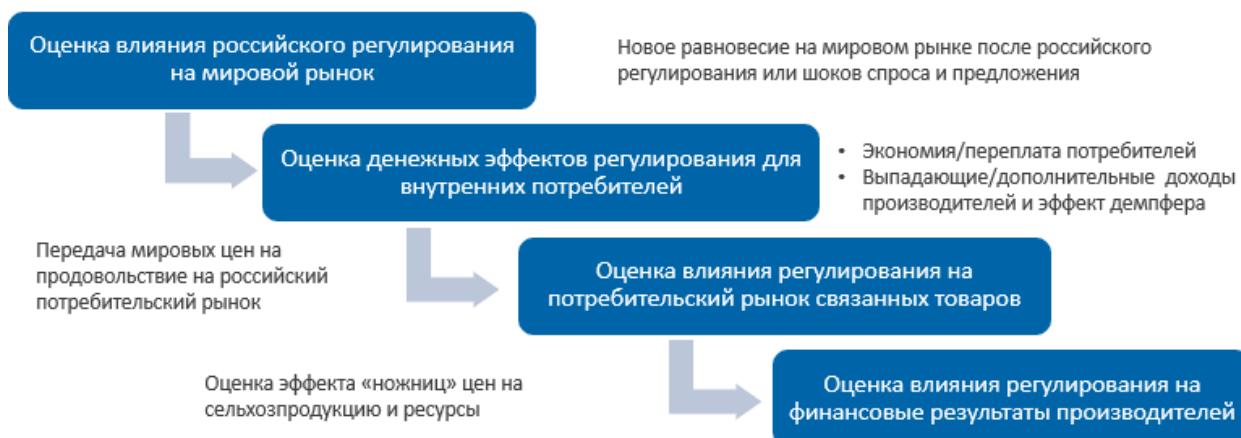 Оценка влияния российского регулирования
на мировой рынок
Новое равновесие на мировом рынке после российского
регулирования или шоков спроса и предложения
Оценка денежных эффектов регулирования для
внутренних потребителей
• Экономия/переплата потребителей
• Выпадающие/дополнительные доходы
производителей и эффект демпфера
Передача мировых цен на
продовольствие на российский
потребительский рынок
Оценка влияния регулирования на
потребительский рынок связанных товаров
Оценка эффекта «ножниц» цен на
сельхозпродукцию и ресурсы
Оценка влияния регулирования на
финансовые результаты производителей